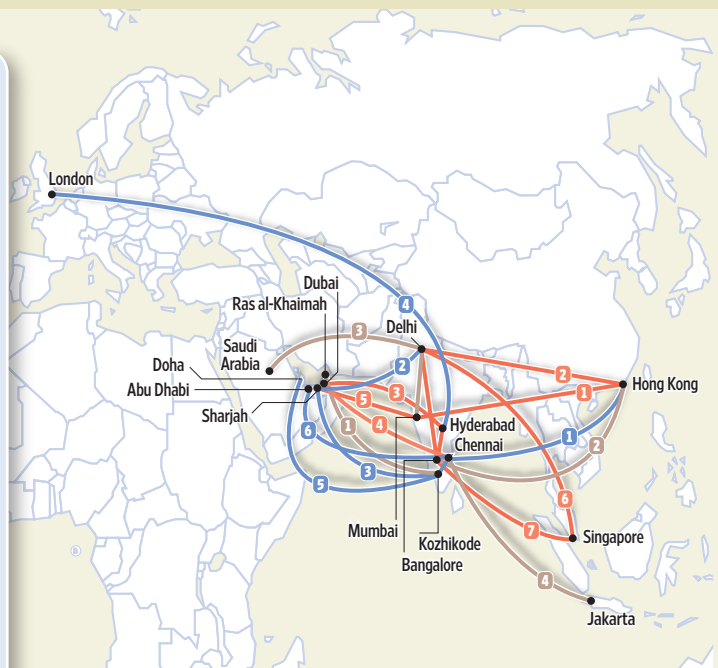 London
Dubai
Ras al-Khaimah
4
Delhi
3
Saudi
Arabia
Doha
2
2
Abu Dhabi
3
1
Hong Kong
5
Sharjah
4
1
Hyderabad
6
Chennai
1
2
3
5
6
Mumbai
7
Singapore
Kozhikode
Bangalore
4
Jakarta